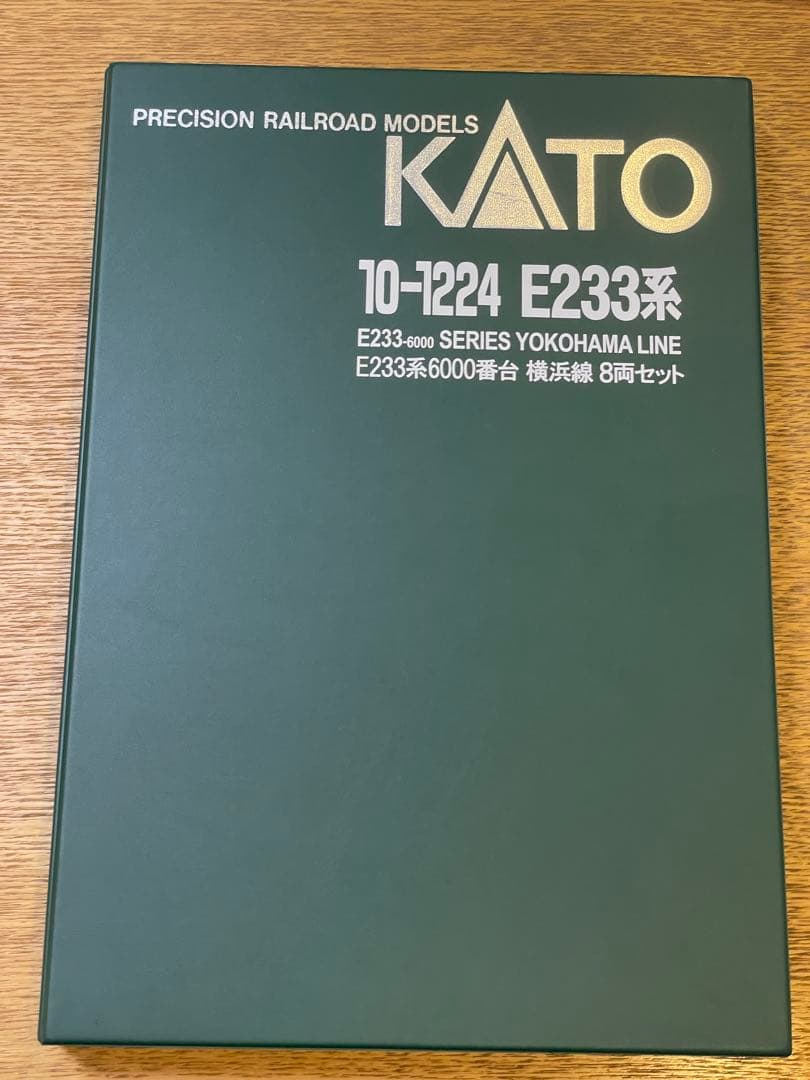 PRECISION RAILROAD MODELS
KATO
10-1224 E233系
E233-6000 SERIES YOKOHAMA LINE
E233系6000番台 横浜線 8両セット